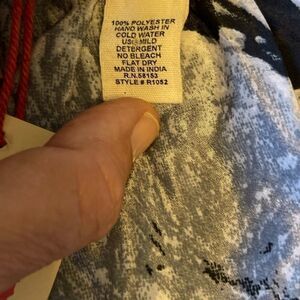 100% POLYESTER
HAND WASH IN
COLD WATER
USE MILD
DETERGENT
NO BLEACH
FLAT DRY
MADE IN INDIA
R.N.58153
STYLE # R1052